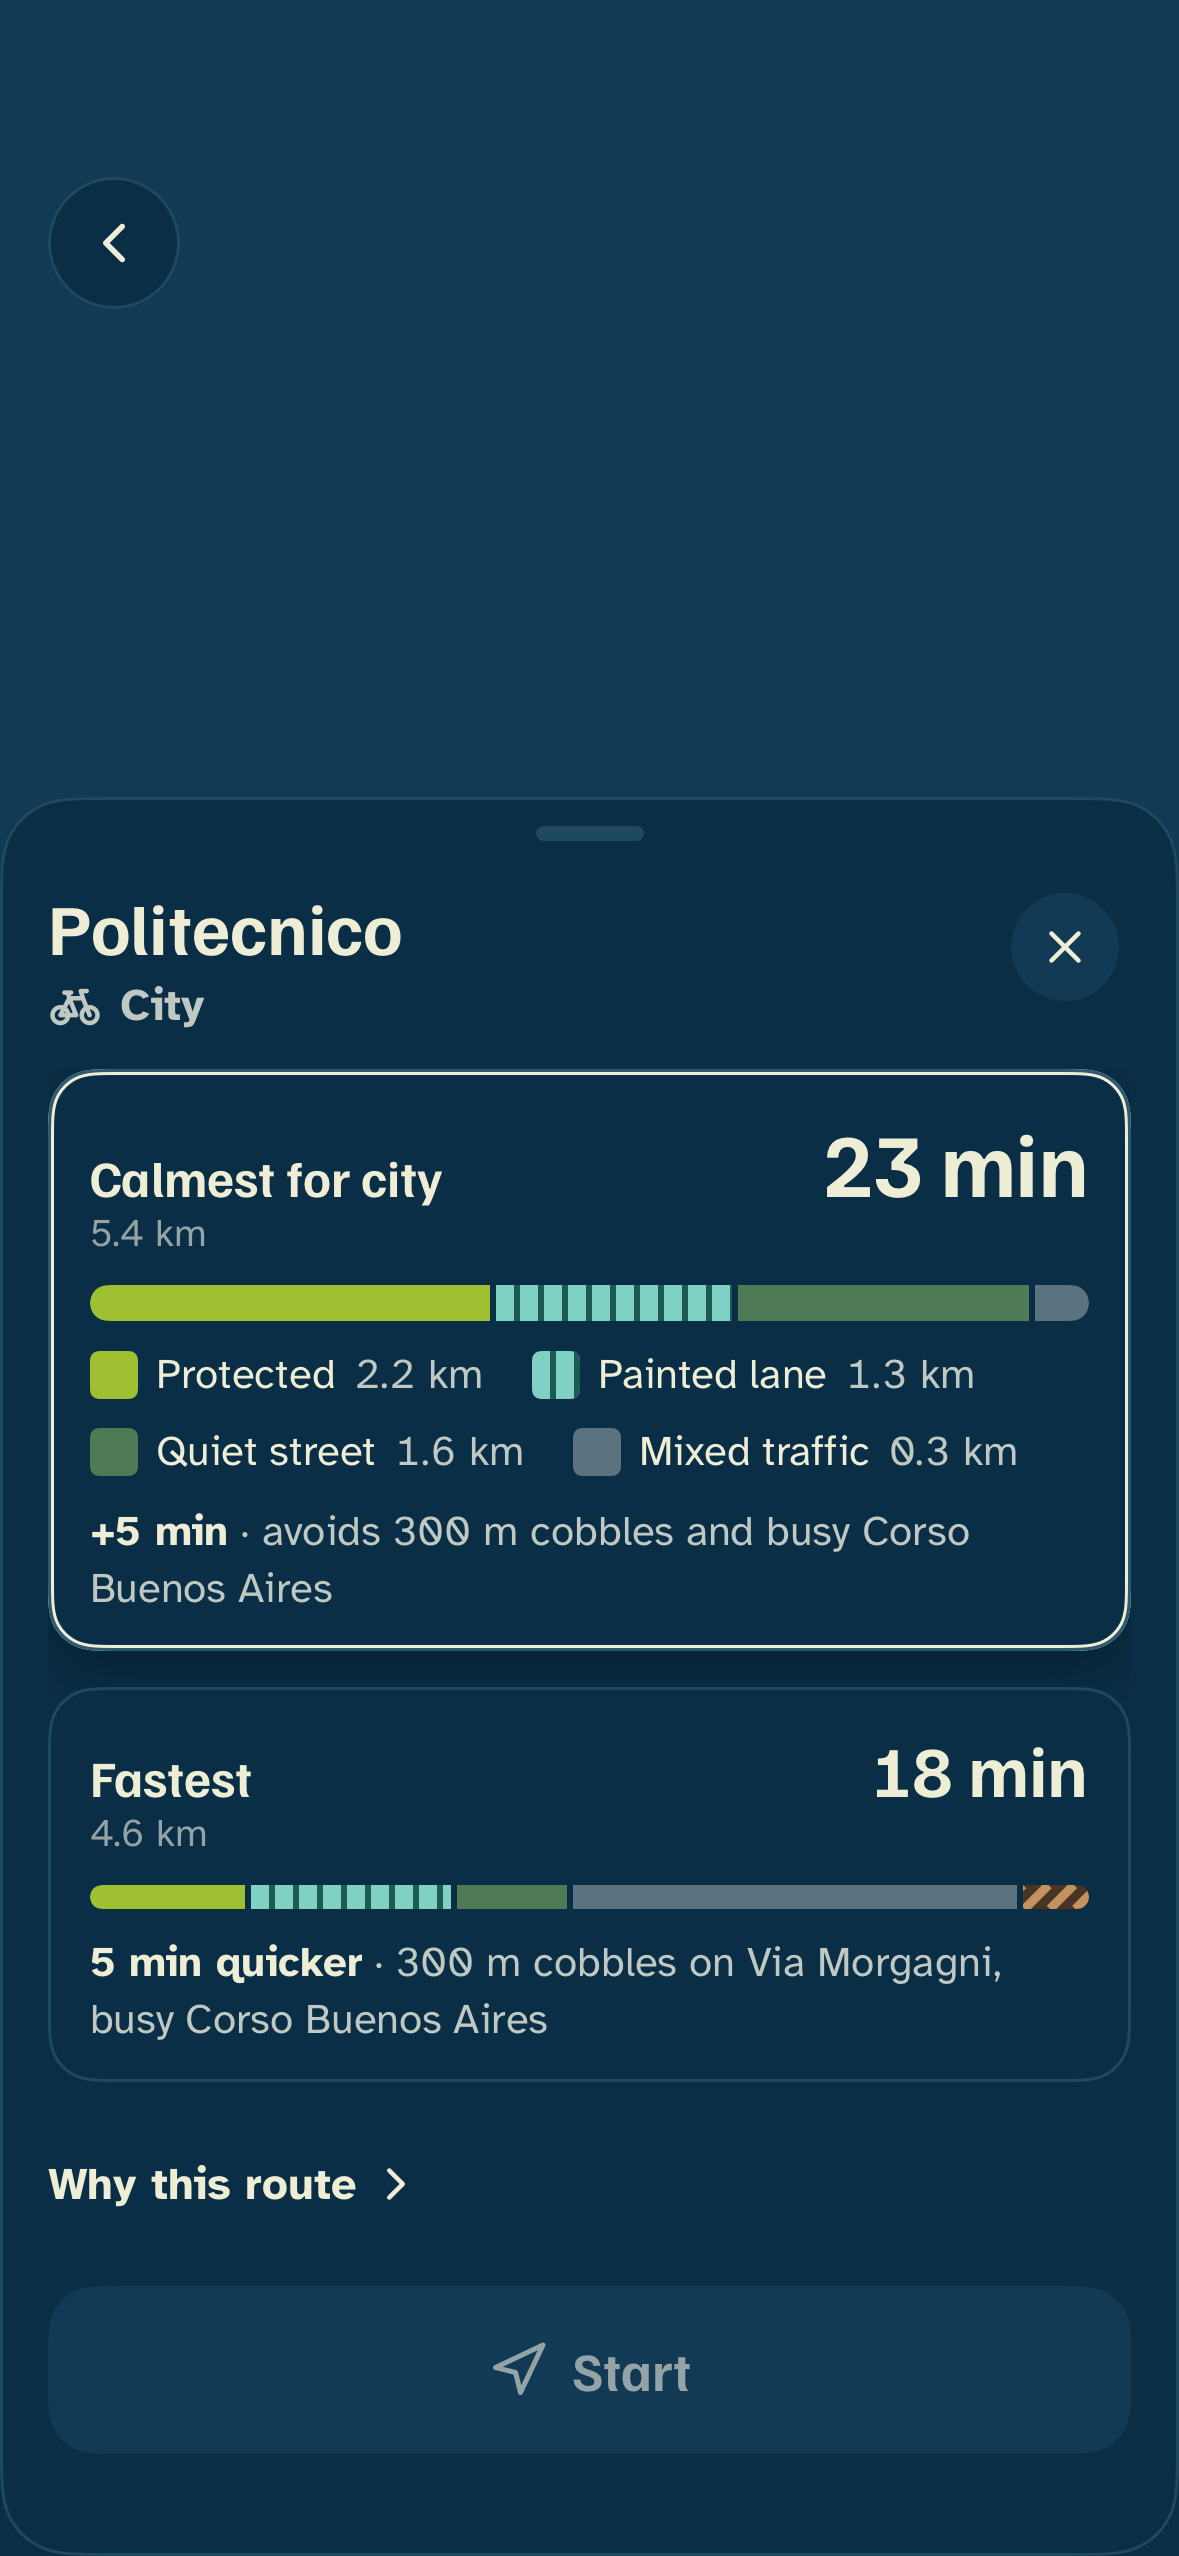 Politecnico
City
Calmest for city 23 min
5.4 km
Protected 2.2 km Painted lane 1.3 km
Quiet street 1.6 km Mixed traffic 0.3 km
+5 min · avoids 300 m cobbles and busy Corso
Buenos Aires
Fastest 18 min
4.6 km
5 min quicker · 300 m cobbles on Via Morgagni,
busy Corso Buenos Aires
Why this route
Start